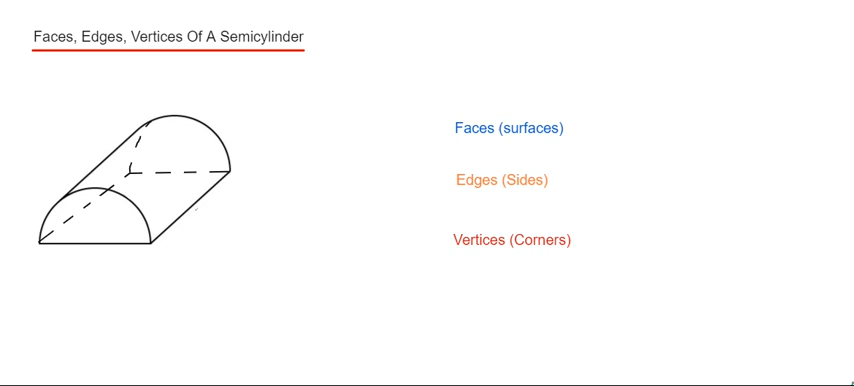 Faces, Edges, Vertices Of A Semicylinder
Faces (surfaces)
Edges (Sides)
Vertices (Corners)